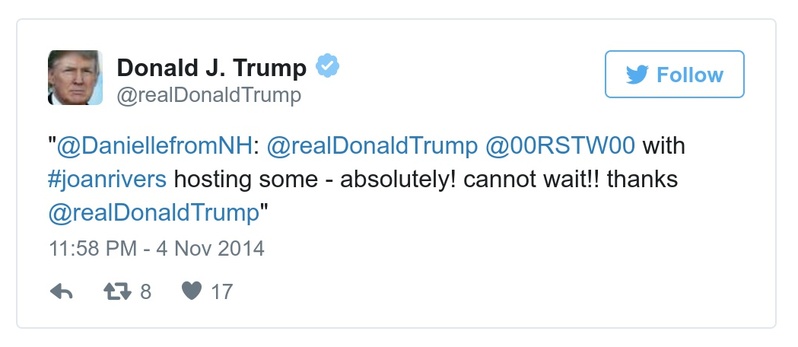 Donald J. Trump
@realDonaldTrump
Follow
"@DaniellefromNH: @realDonaldTrump @00RSTW00 with
#joanrivers hosting some - absolutely! cannot wait!! thanks
@realDonaldTrump"
11:58 PM - 4 Nov 2014
8 17